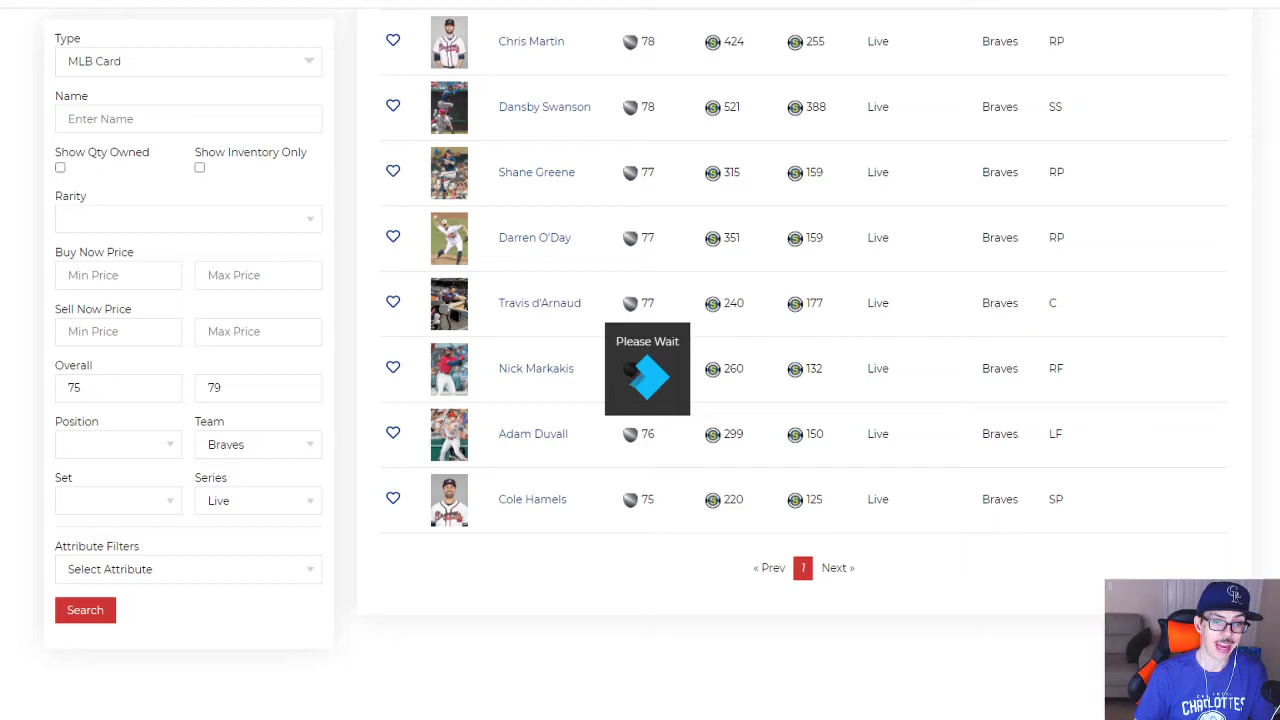 Type
MLB Card
Name
Enter Name
Show Qty Owned Show Inventory Only
Rarity
Buy Now Price
Min Price Max Price
Sell Now Price
Min Price Max Price
Overall
75 79
Position Team
Braves
Set Series
Live
Attribute Filters
Select Attribute
Search
Chris Martin 78 424 255 Live Braves RP
Dansby Swanson 78 521 388 Live Braves SS
Shane Greene 77 315 159 Live Braves RP
Darren O'Day 77 351 159 Live Braves RP
Travis d'Arnaud 77 240 177 Live Braves C
Please Wait
Nick Markakis 260 132 Live Braves RF
Adam Duvall 76 299 150 Live Braves LF
Cole Hamels 75 220 125 Live Braves SP
« Prev 1 Next »
CR
CHARLOTTES